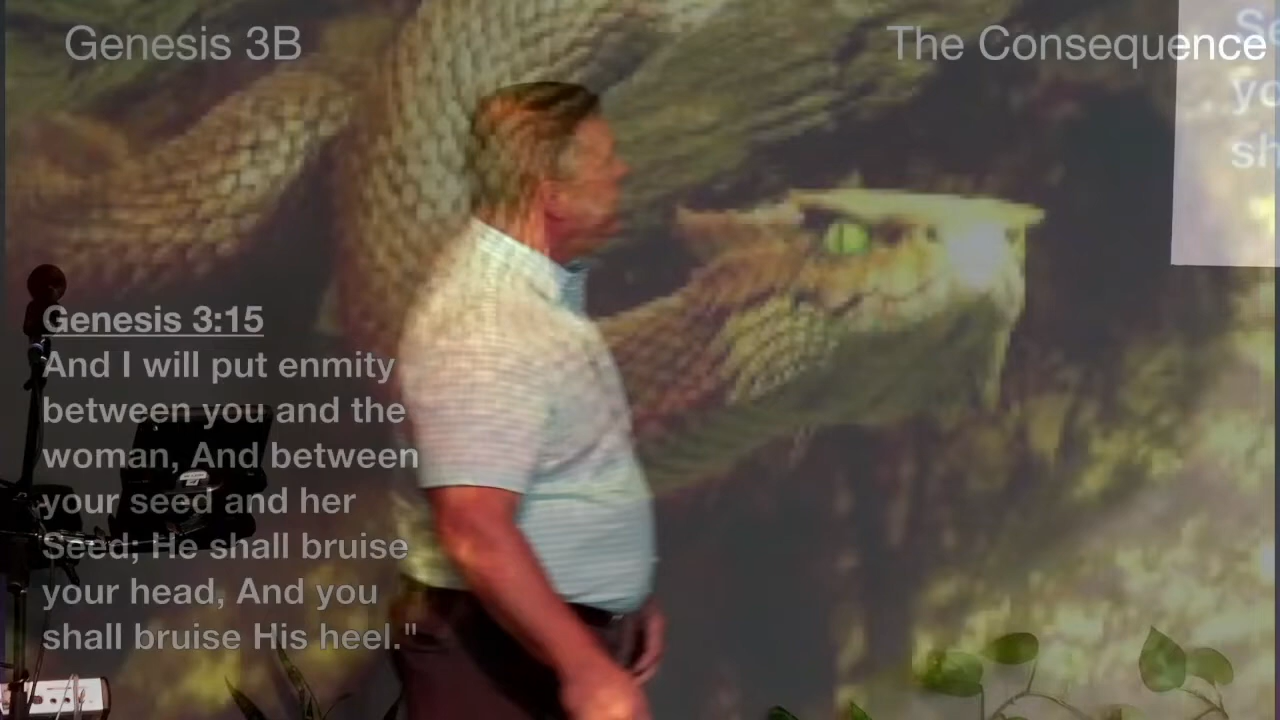 Genesis 3B
The Consequence
Genesis 3:15
And I will put enmity
between you and the
woman, And between
your seed and her
Seed; He shall bruise
your head, And you
shall bruise His heel."